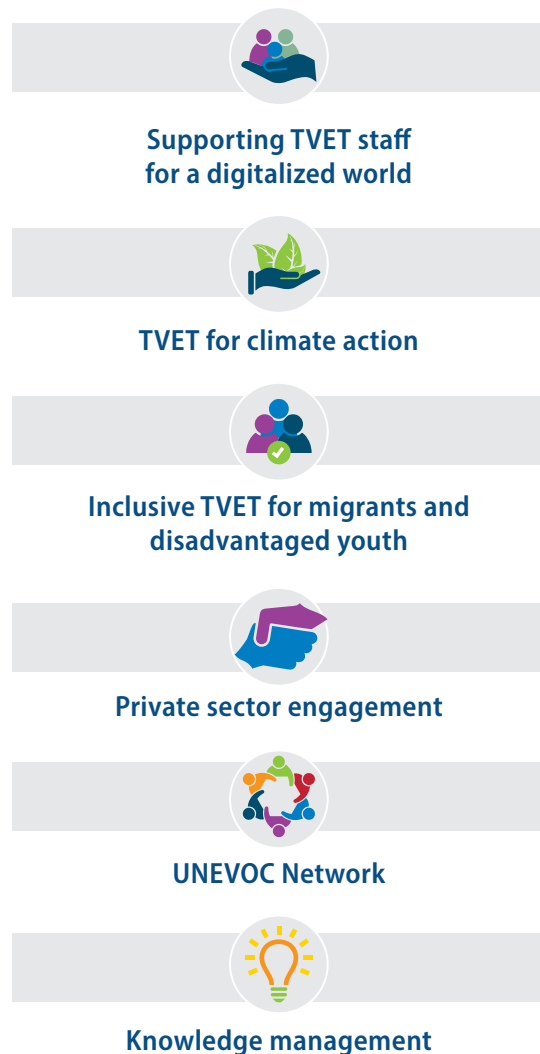 Supporting TVET staff
for a digitalized world
TVET for climate action
Inclusive TVET for migrants and
disadvantaged youth
Private sector engagement
UNEVOC Network
Knowledge management